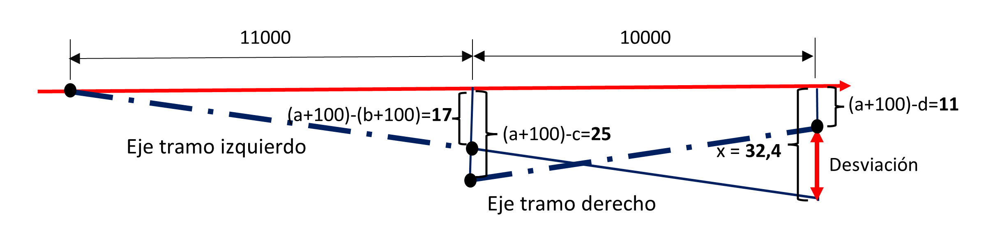 11000
10000
(a+100)-d=11
(a+100)-(b+100)=17
(a+100)-c=25
Eje tramo izquierdo
x = 32,4
Desviación
Eje tramo derecho